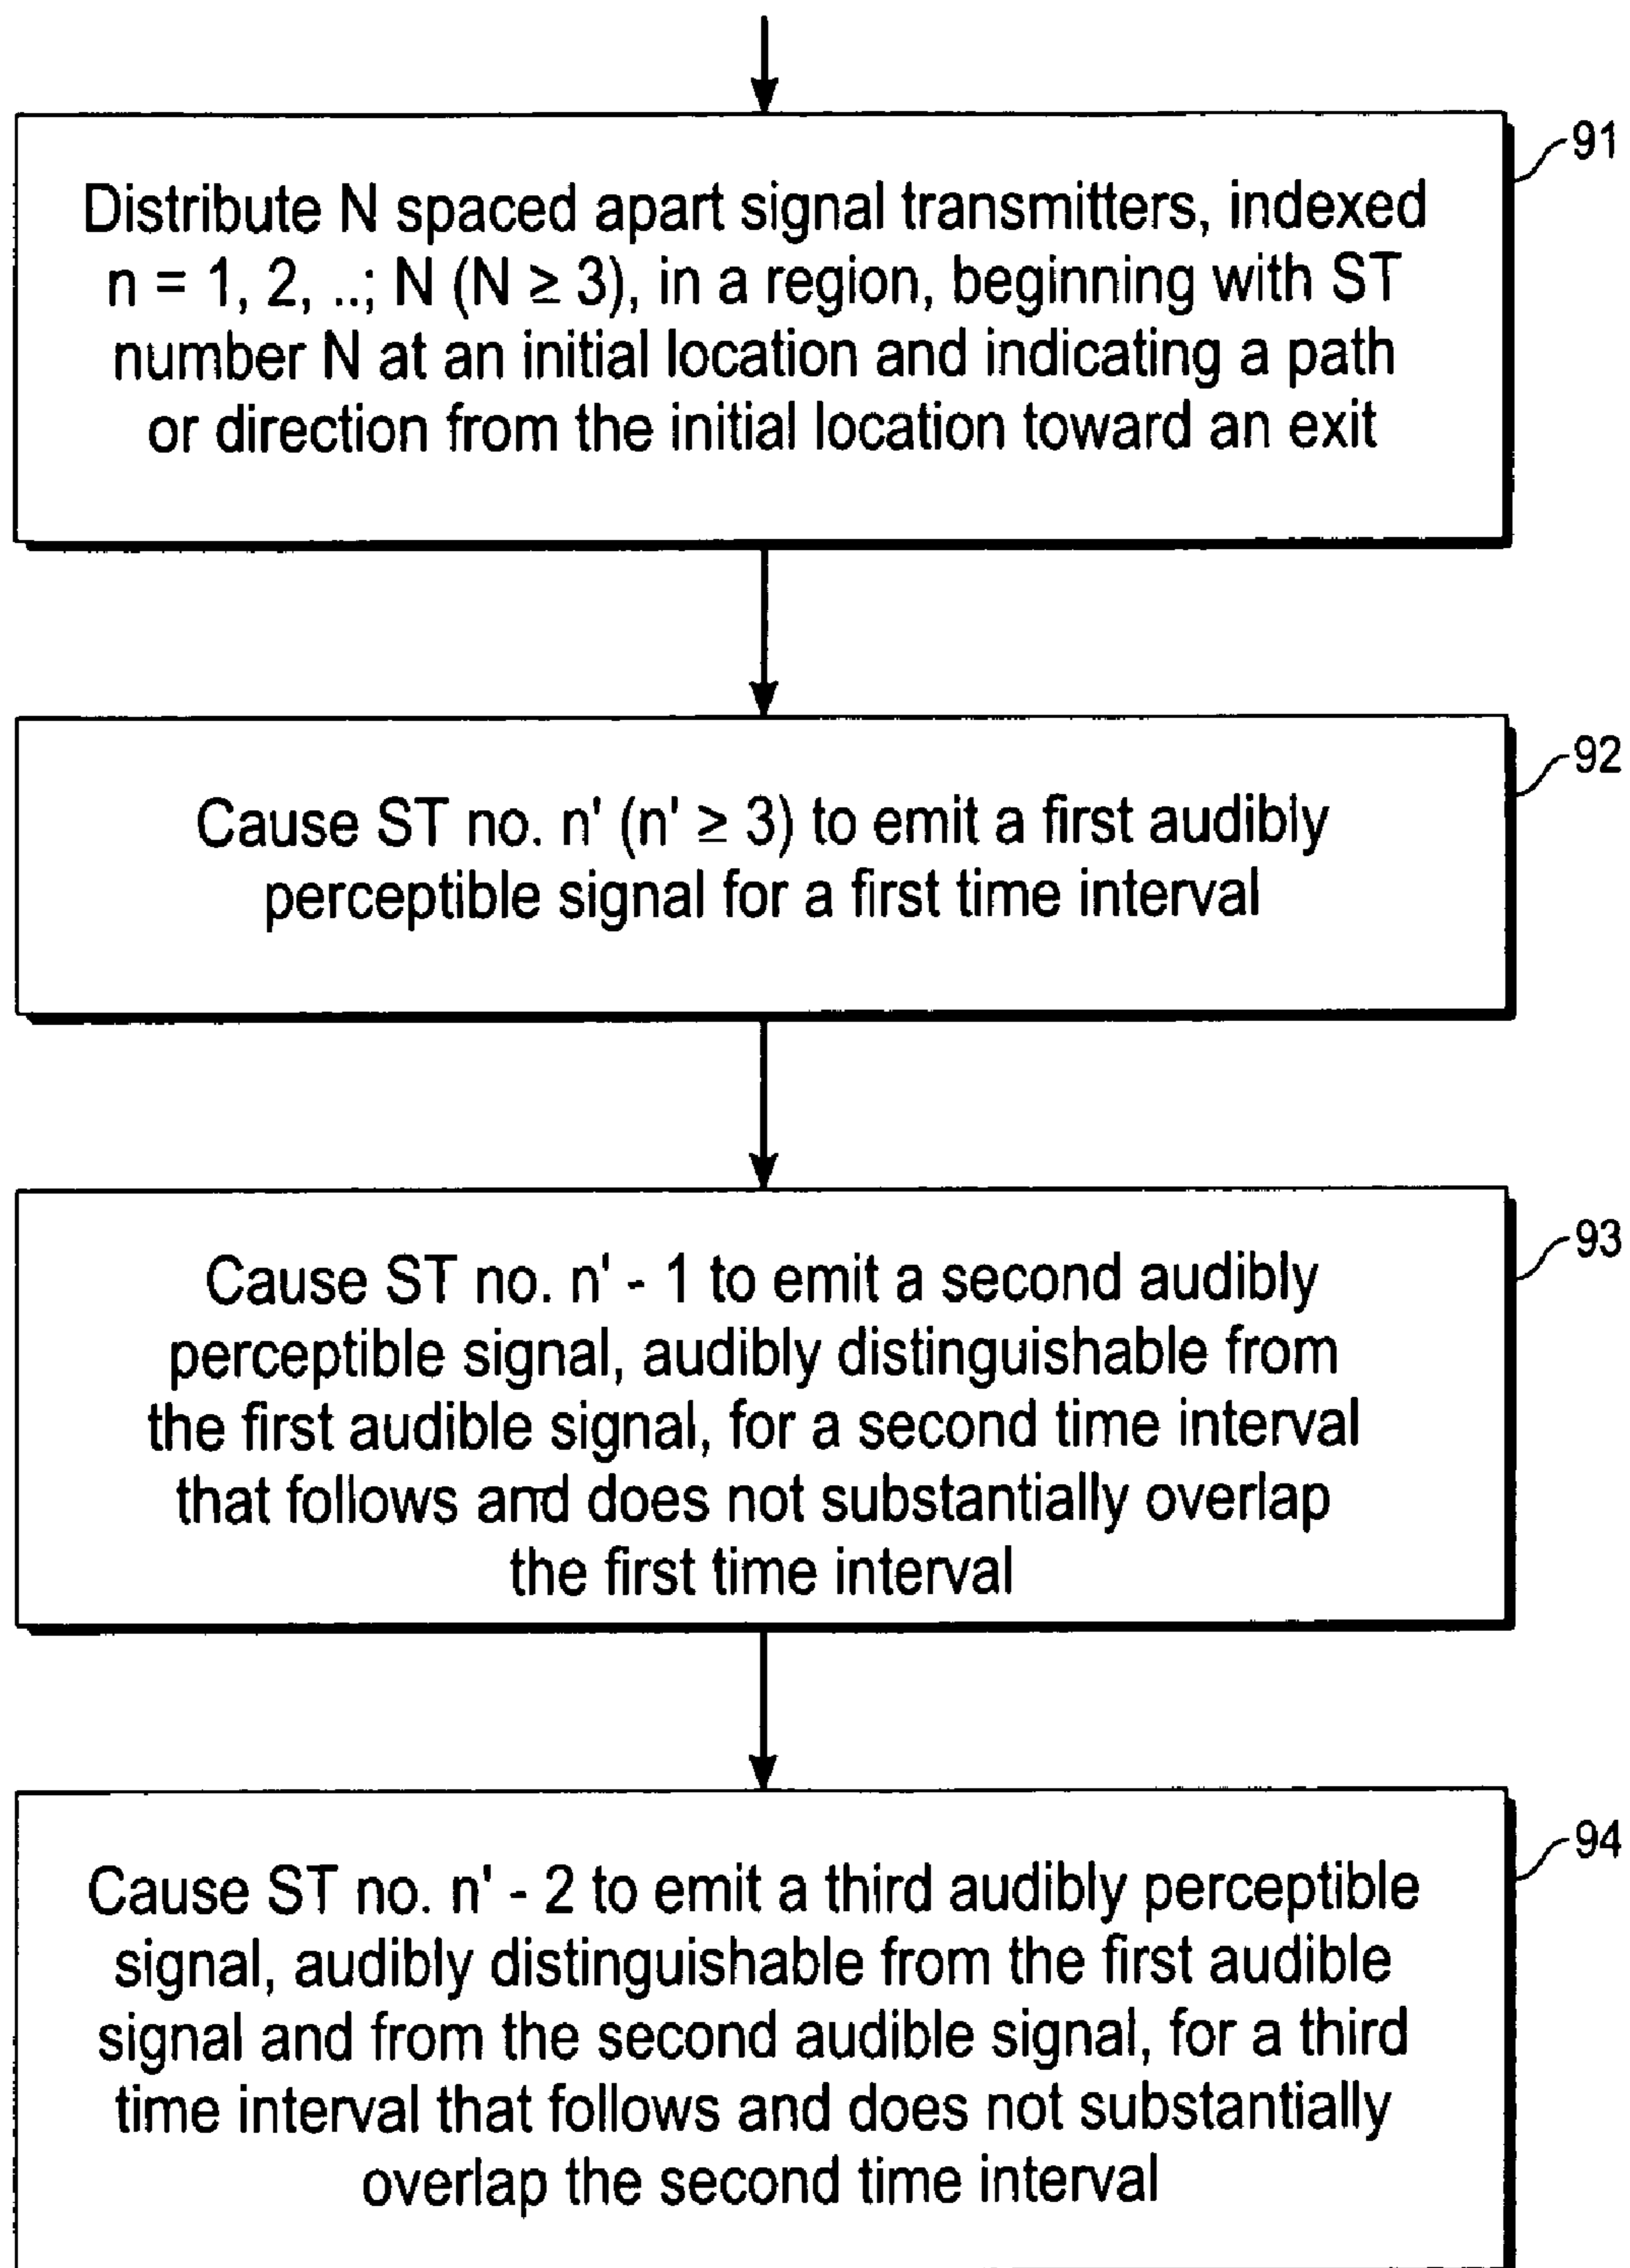 91
Distribute N spaced apart signal transmitters, indexed
n = 1, 2, ..; N (N ≥ 3), in a region, beginning with ST
number N at an initial location and indicating a path
or direction from the initial location toward an exit
92
Cause ST no. n' (n' ≥ 3) to emit a first audibly
perceptible signal for a first time interval
93
Cause ST no. n' - 1 to emit a second audibly
perceptible signal, audibly distinguishable from
the first audible signal, for a second time interval
that follows and does not substantially overlap
the first time interval
94
Cause ST no. n' - 2 to emit a third audibly perceptible
signal, audibly distinguishable from the first audible
signal and from the second audible signal, for a third
time interval that follows and does not substantially
overlap the second time interval